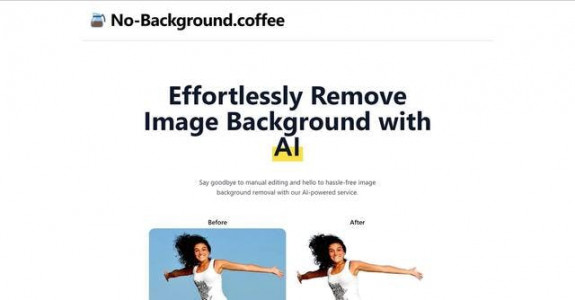 No-Background.coffee
Effortlessly Remove
Image Background with
AI
Say goodbye to manual editing and hello to hassle-free image
background removal with our AI-powered service.
Before After